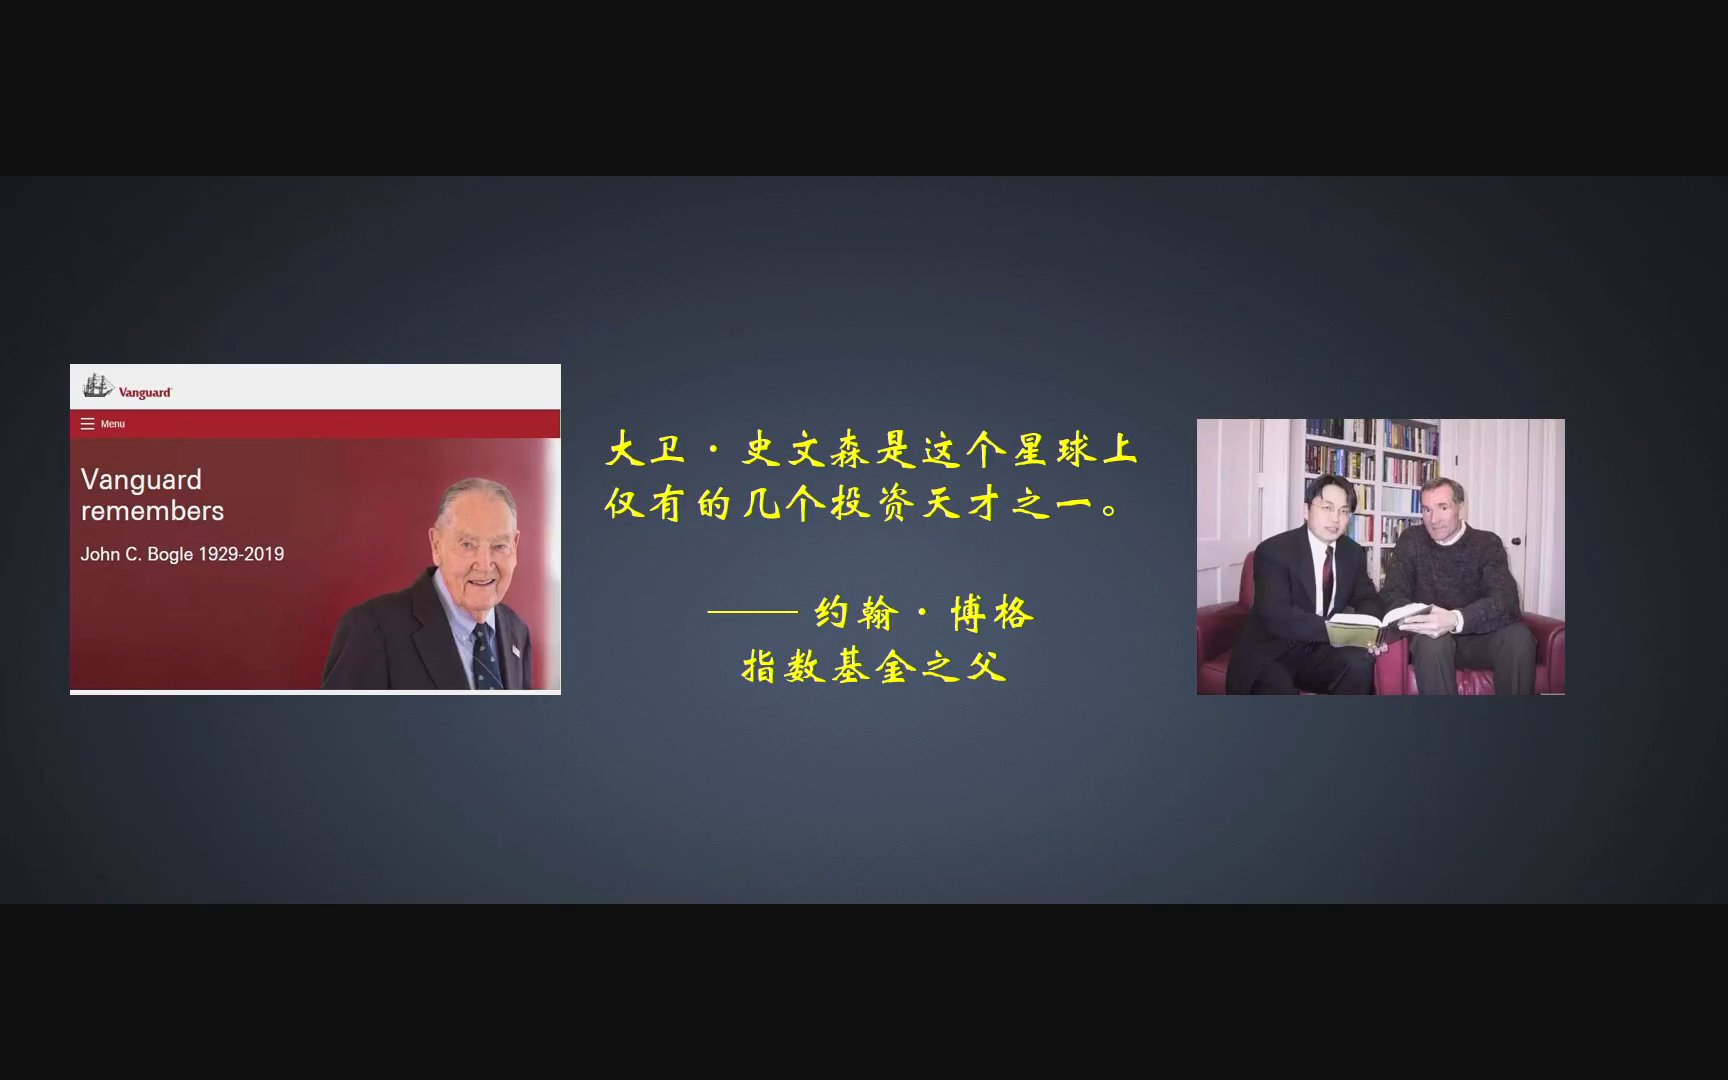 Vanguard
Menu
Vanguard
remembers
John C. Bogle 1929-2019
大卫·史文森是这个星球上
仅有的几个投资天才之一。
——约翰·博格
指数基金之父